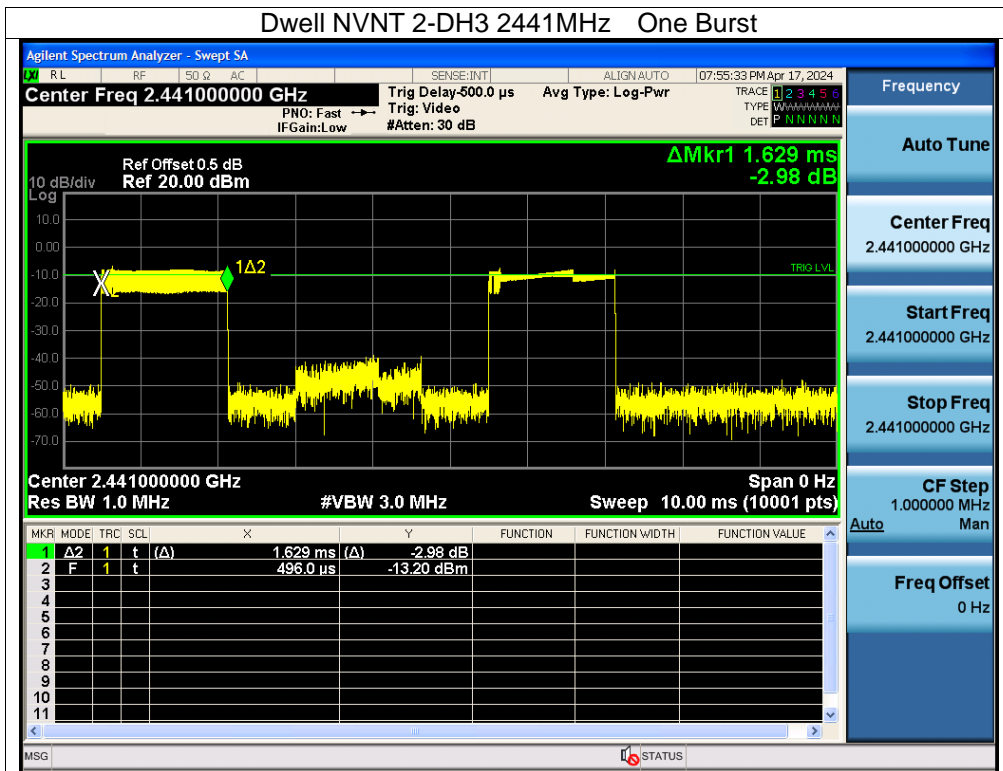 Dwell NVNT 2-DH3 2441MHz One Burst
Agilent Spectrum Analyzer - Swept SA
LXI RL RF 50 Ω AC SENSE:INT ALIGN AUTO 07:55:33 PM Apr 17, 2024
Center Freq 2.441000000 GHz
PNO: Fast
IFGain:Low
Trig Delay-500.0 µs
Trig: Video
#Atten: 30 dB
Avg Type: Log-Pwr
TRACE 1 2 3 4 5 6
TYPE WWWWWWW
DET P N N N N N
Frequency
Auto Tune
Center Freq
2.441000000 GHz
Start Freq
2.441000000 GHz
Stop Freq
2.441000000 GHz
CF Step
1.000000 MHz
Auto Man
Freq Offset
0 Hz
ΔMkr1 1.629 ms
-2.98 dB
Ref Offset 0.5 dB
10 dB/div Ref 20.00 dBm
Log
10.0
0.00
-10.0
-20.0
-30.0
-40.0
-50.0
-60.0
-70.0
1Δ2
TRIG LVL
Center 2.441000000 GHz Span 0 Hz
Res BW 1.0 MHz #VBW 3.0 MHz Sweep 10.00 ms (10001 pts)
MKR MODE TRC SCL X Y FUNCTION FUNCTION WIDTH FUNCTION VALUE
1 Δ2 1 t (Δ) 1.629 ms (Δ) -2.98 dB
2 F 1 t 496.0 µs -13.20 dBm
3
4
5
6
7
8
9
10
11
MSG STATUS